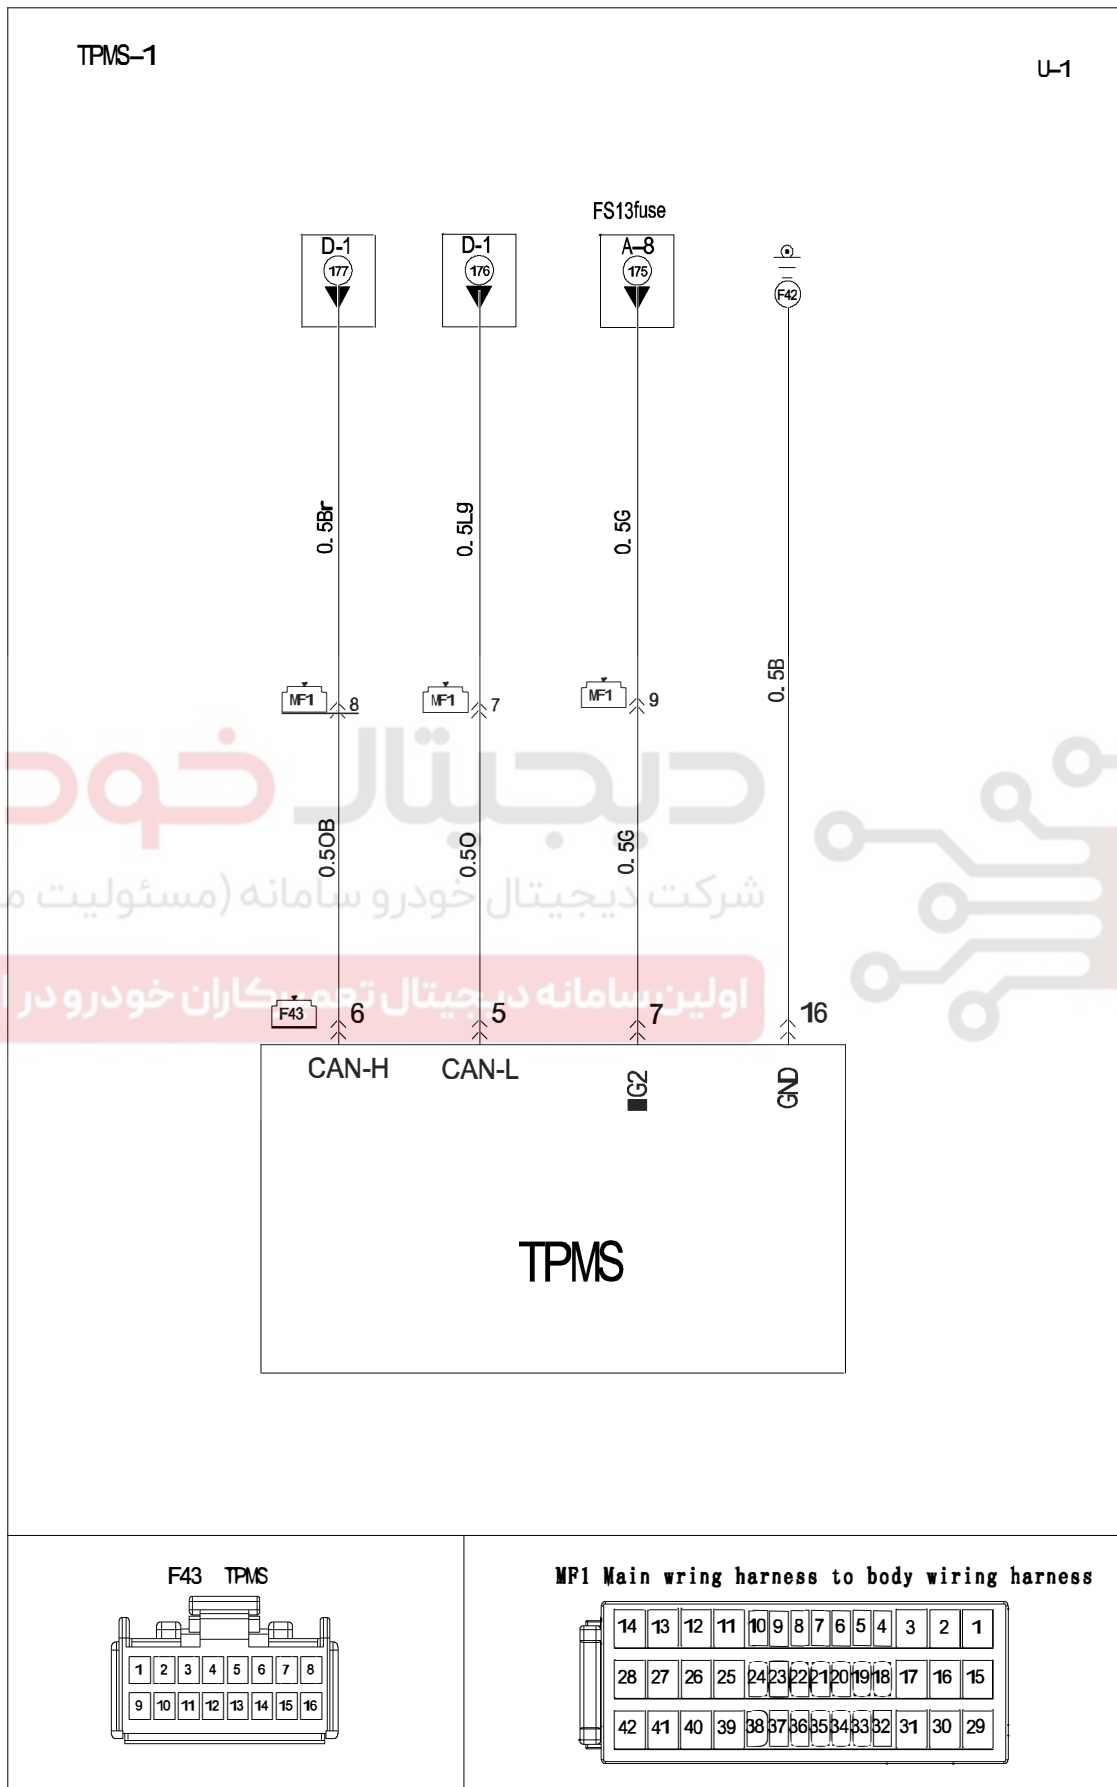 TPMS–1
U–1
FS13fuse
D-1
D-1
A–8
177
176
175
F42
0.5Br
0.5Lg
0.5G
0.5B
MF1
8
MF1
7
MF1
9
دیجیتال خود
0.5OB
0.5O
0.5G
شرکت دیجیتال خودرو سامانه (مسئولیت م
اولین سامانه دیجیتال تعمیرکاران خودرو در ا
F43
6
5
7
16
CAN-H
CAN-L
IG2
GND
TPMS
F43 TPMS
1 2 3 4 5 6 7 8
9 10 11 12 13 14 15 16
MF1 Main wring harness to body wiring harness
14 13 12 11 10 9 8 7 6 5 4 3 2 1
28 27 26 25 24 23 22 21 20 19 18 17 16 15
42 41 40 39 38 37 36 35 34 33 32 31 30 29